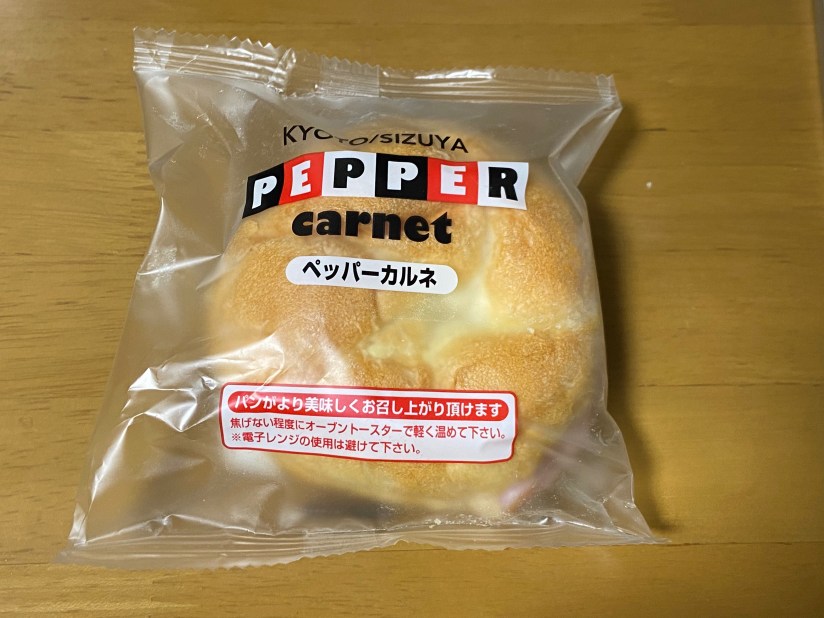 KYOTO/SIZUYA
PEPPER
carnet
ペッパーカルネ
パンがより美味しくお召し上がり頂けます
焦げない程度にオーブントースターで軽く温めて下さい。
※電子レンジの使用は避けて下さい。